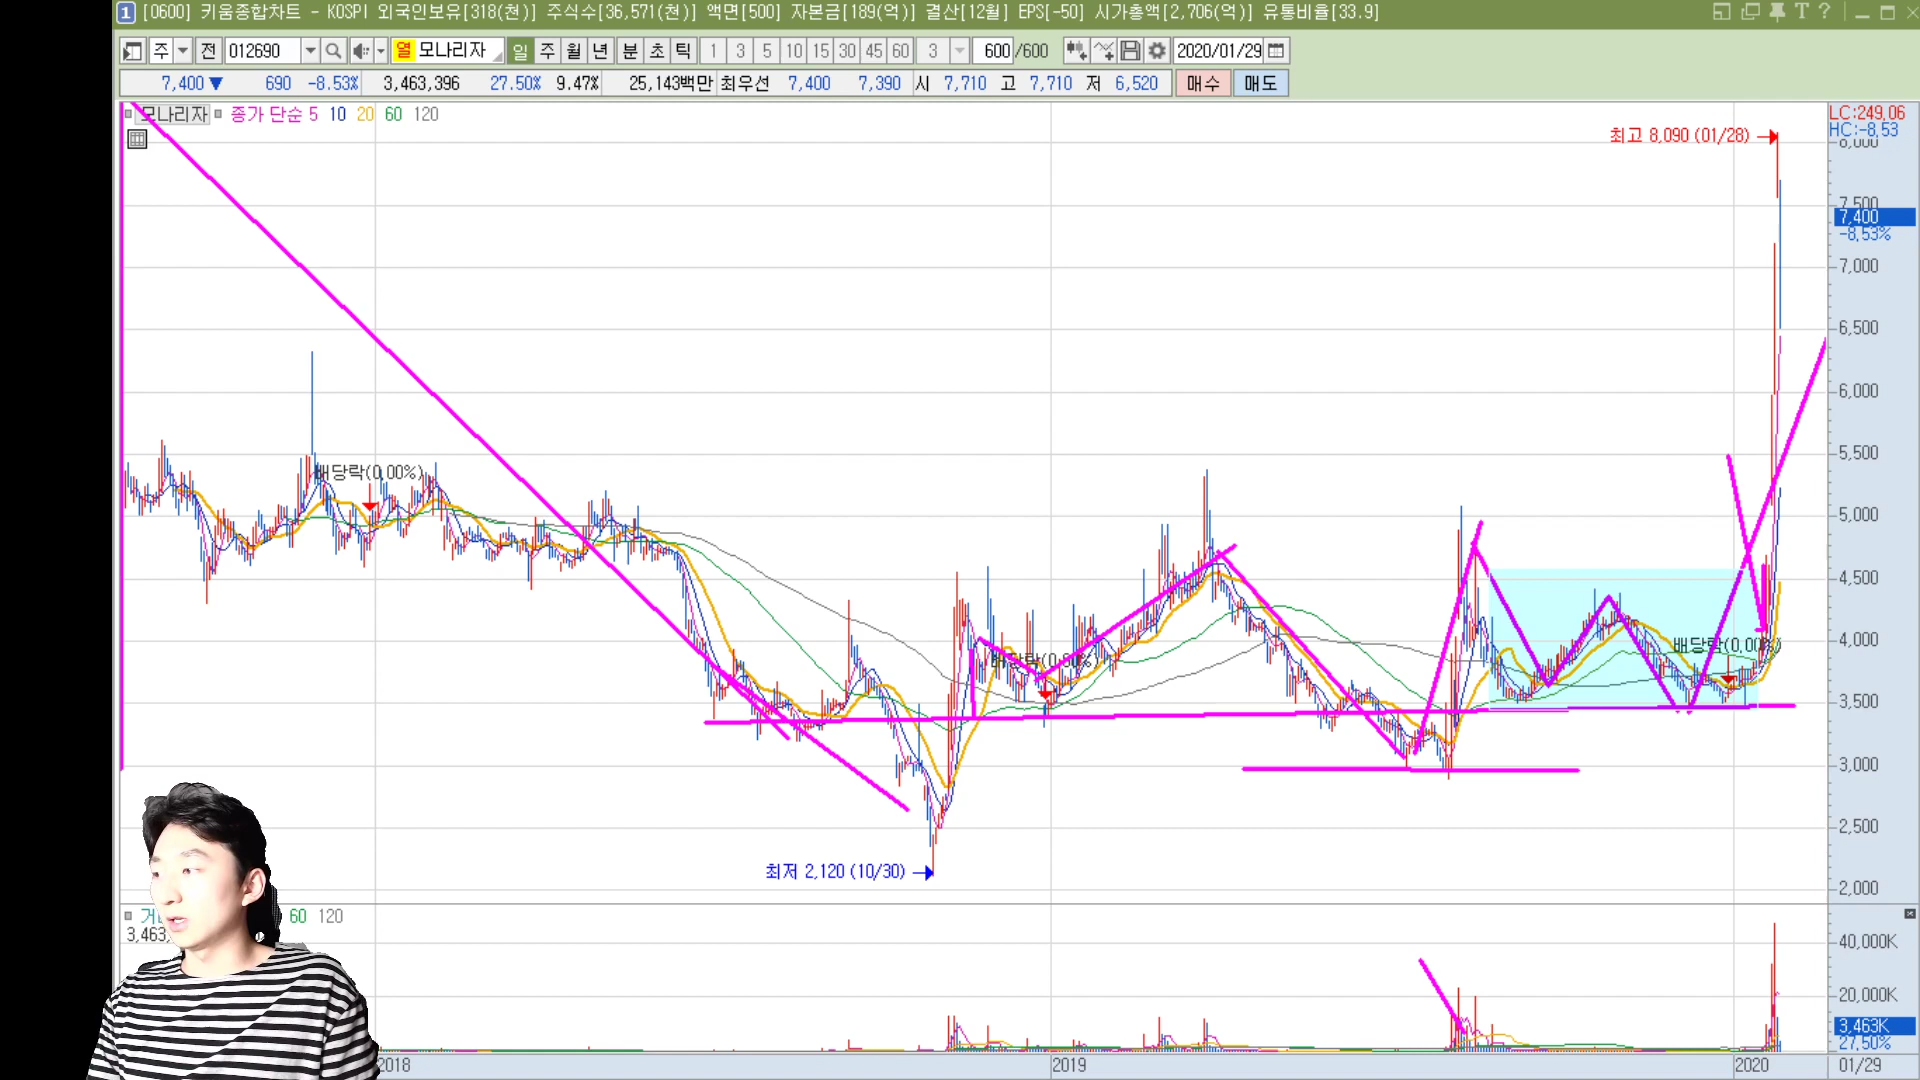 1 [0600] 키움종합차트 - KOSPI 외국인보유[318(천)] 주식수[36,571(천)] 액면[500] 자본금[189(억)] 결산[12월] EPS[-50] 시가총액[2,706(억)] 유통비율[33.9]
주 전 012690 열 모나리자 일 주 월 년 분 초 틱 1 3 5 10 15 30 45 60 3 600 /600 2020/01/29
7,400 ▼ 690 -8.53% 3,463,396 27.50% 9.47% 25,143백만 최우선 7,400 7,390 시 7,710 고 7,710 저 6,520 매수 매도
모나리자 종가 단순 5 10 20 60 120
LC:249.06
HC:-8.53
최고 8,090 (01/28)
8,000
7,500
7,400
-8.53%
7,000
6,500
6,000
5,500
배당락(0.00%)
5,000
4,500
4,000
배당락(0.00%)
배당락(0.00%)
3,500
3,000
2,500
최저 2,120 (10/30)
2,000
60 120
3,463
40,000K
20,000K
3,463K
27.50%
2018 2019 2020 01/29